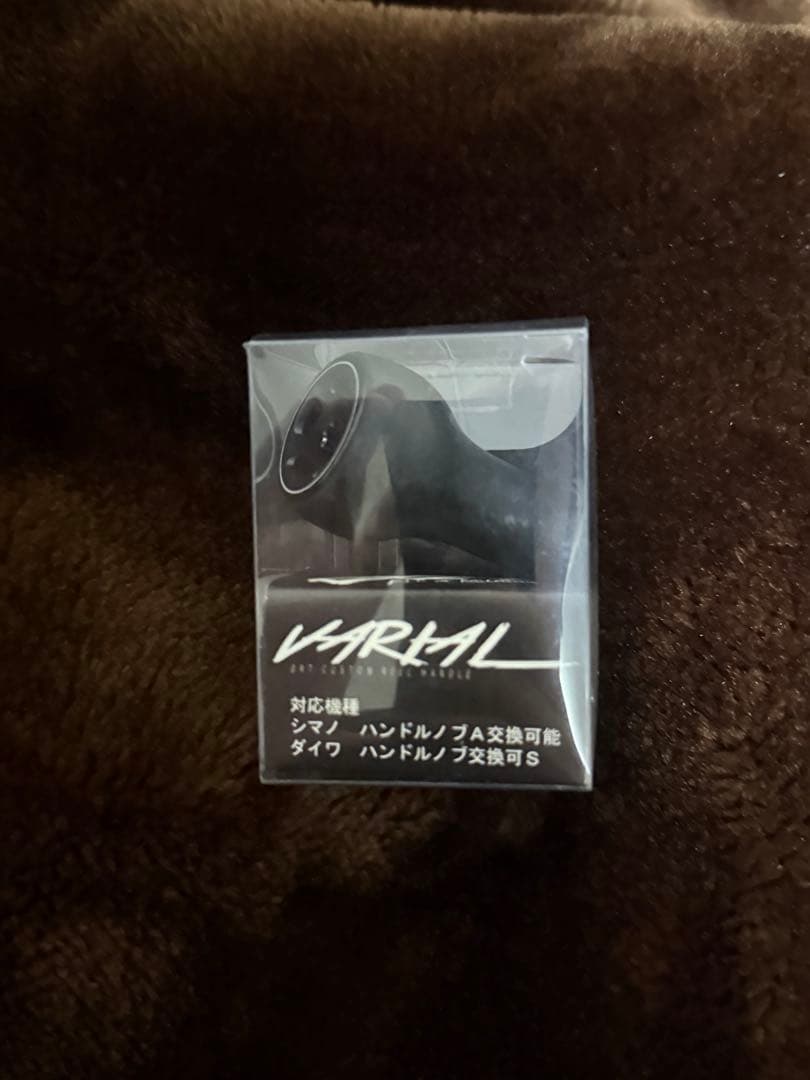 VARIAL
DRT CUSTOM REEL HANDLE
対応機種
シマノ　ハンドルノブA交換可能
ダイワ　ハンドルノブ交換可S